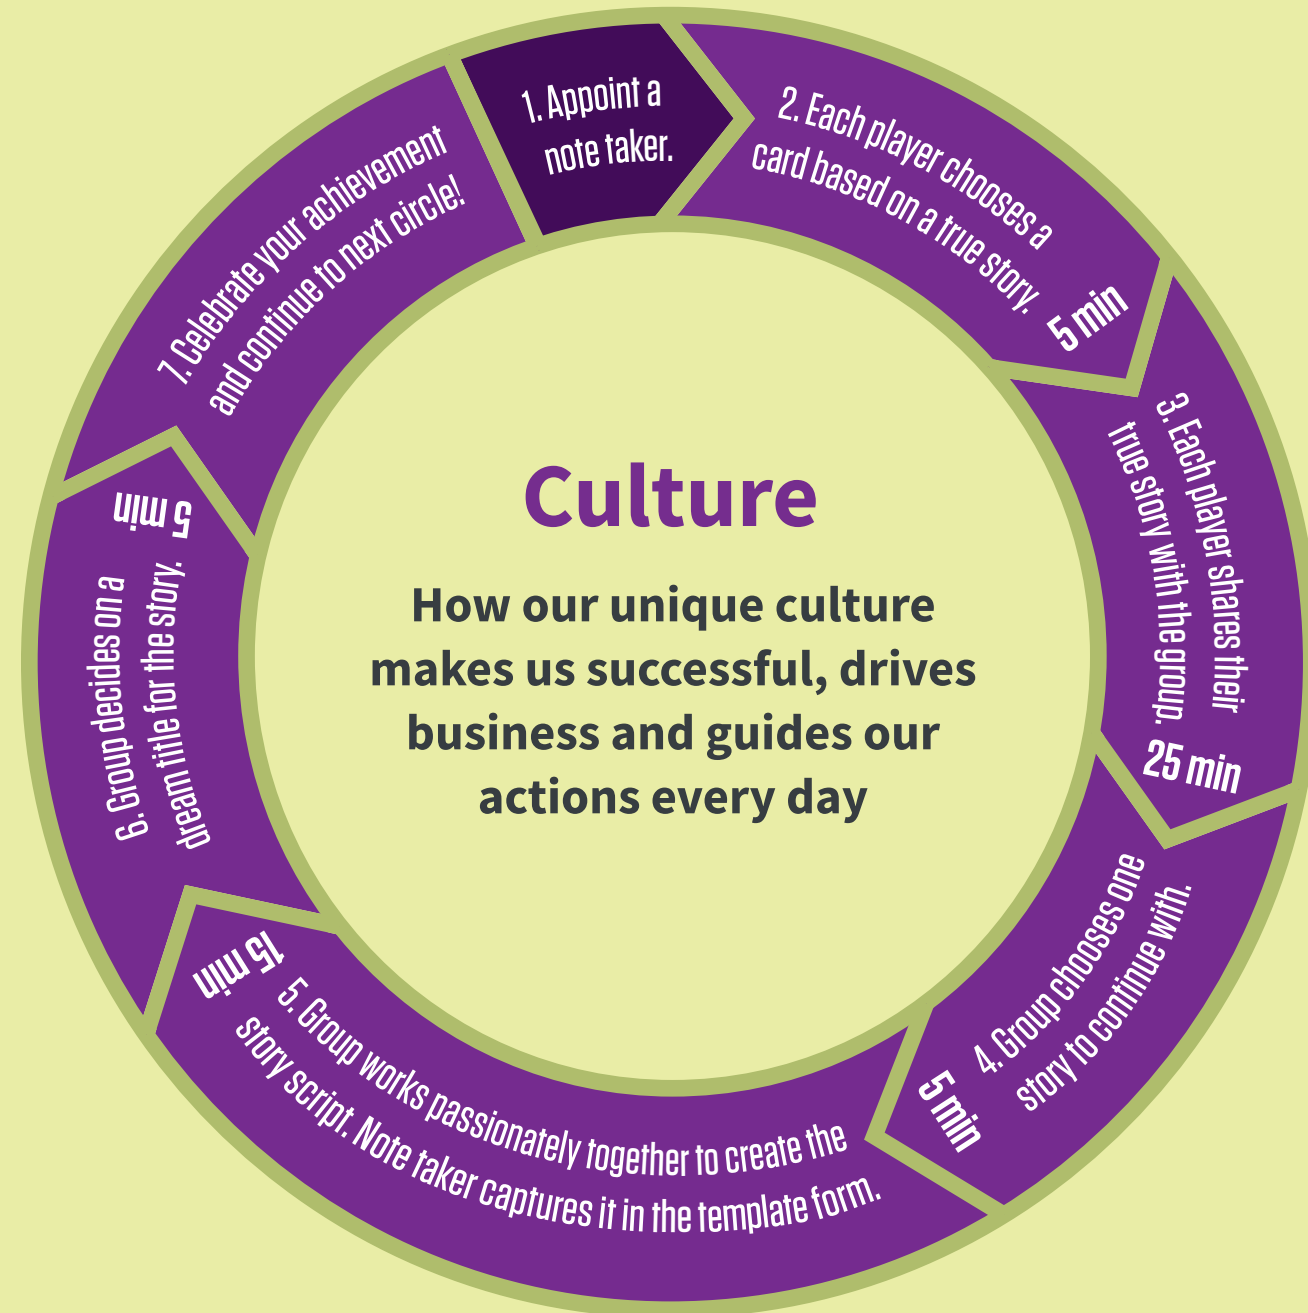 1. Appoint a
note taker.
2. Each player chooses a
card based on a true story.
5 min
3. Each player shares their
true story with the group.
25 min
4. Group chooses one
story to continue with.
5 min
5. Group works passionately together to create the
story script. Note taker captures it in the template form.
15 min
6. Group decides on a
dream title for the story.
5 min
7. Celebrate your achievement
and continue to next circle!
Culture
How our unique culture
makes us successful, drives
business and guides our
actions every day